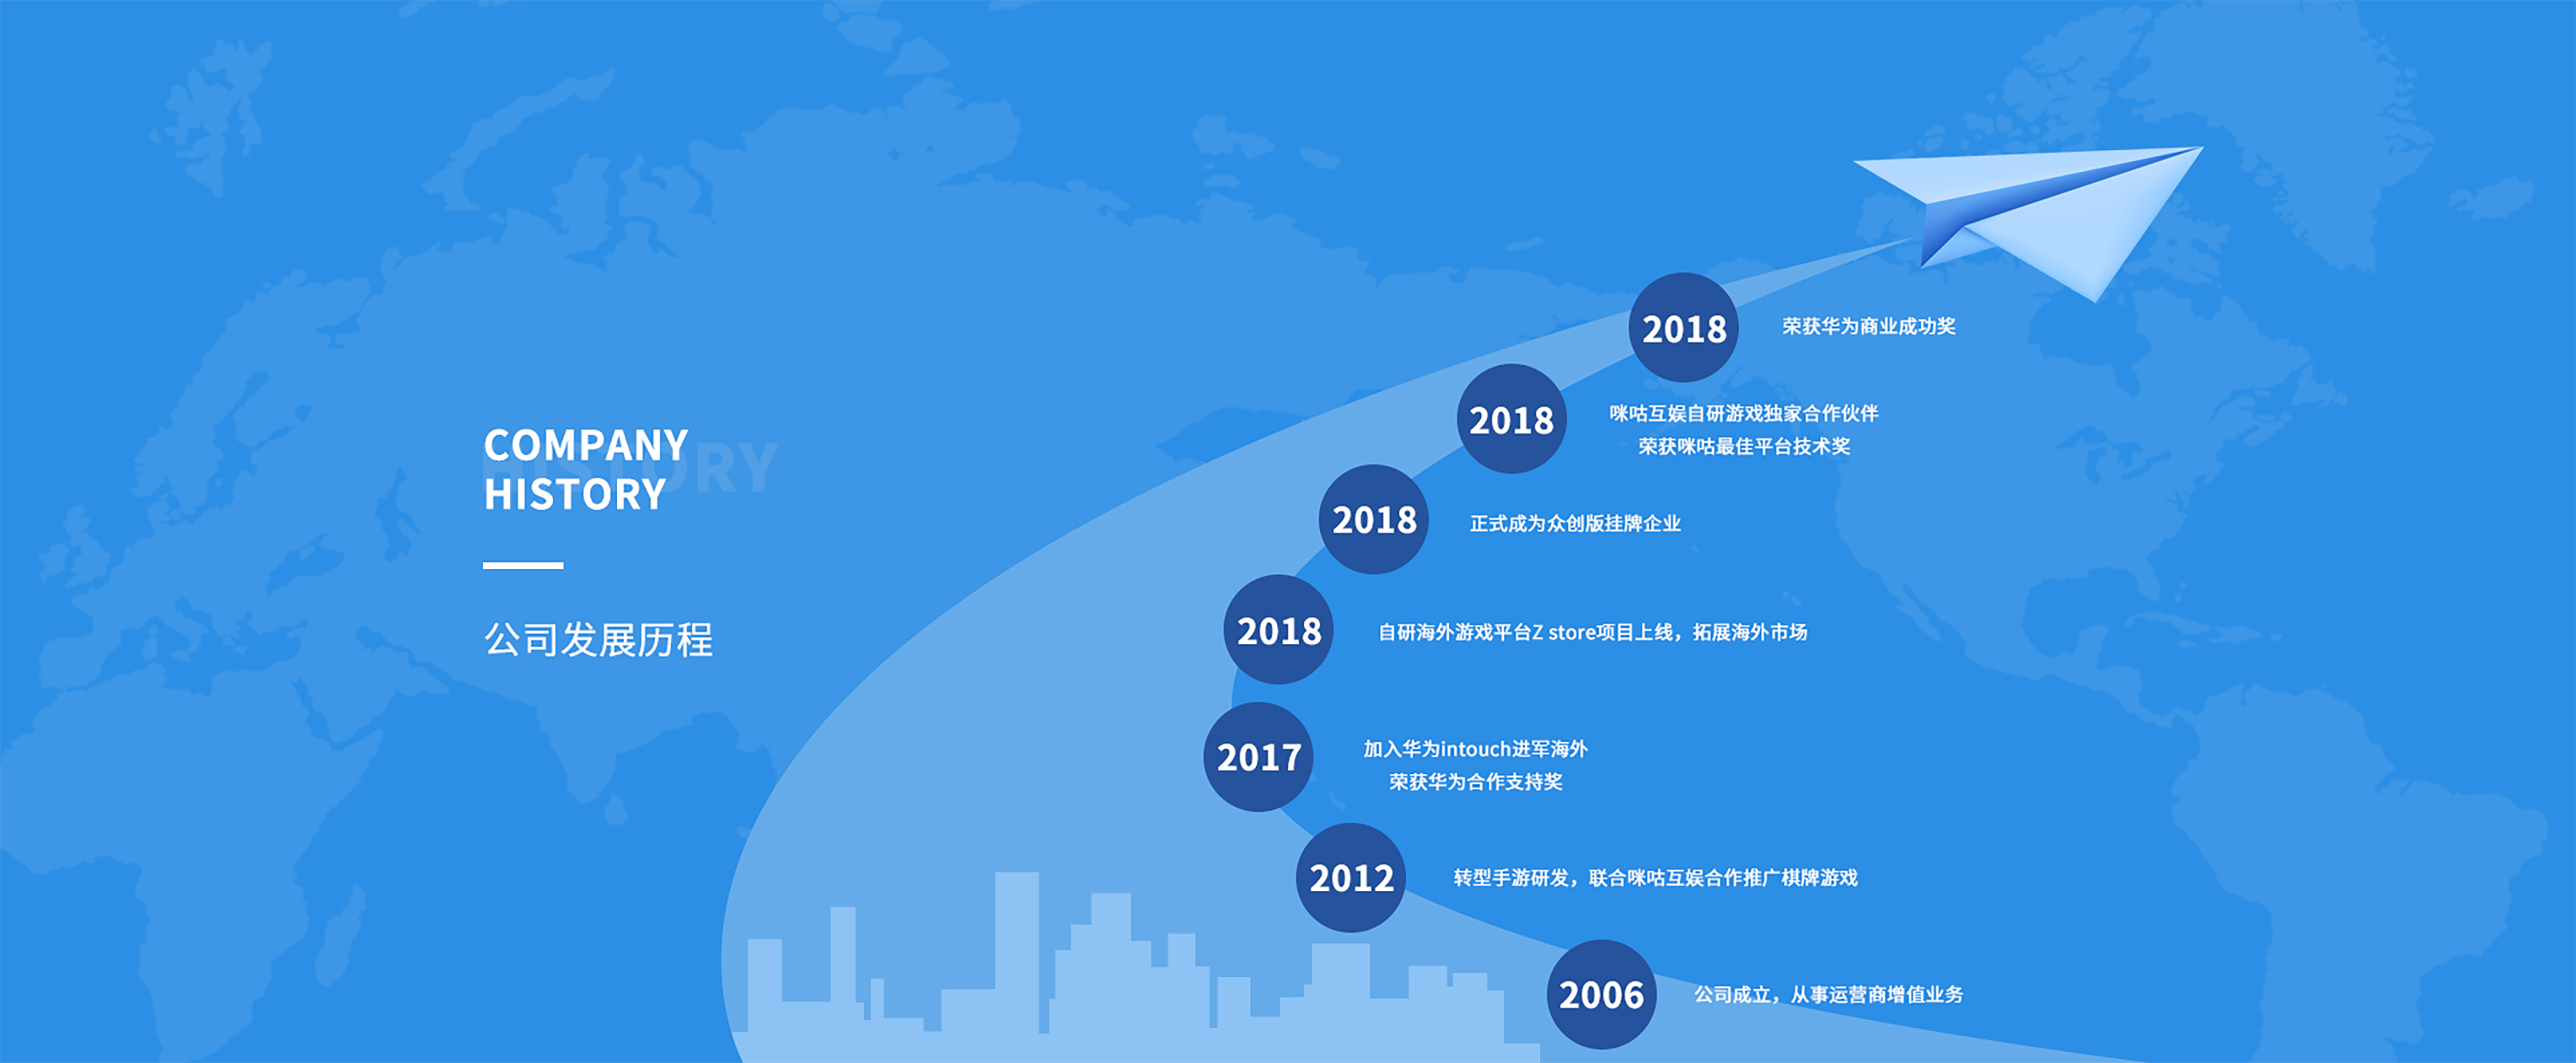 COMPANY
HISTORY
HISTORY
公司发展历程
2018
荣获华为商业成功奖
2018
咪咕互娱自研游戏独家合作伙伴
荣获咪咕最佳平台技术奖
2018
正式成为众创版挂牌企业
2018
自研海外游戏平台Z store项目上线，拓展海外市场
2017
加入华为intouch进军海外
荣获华为合作支持奖
2012
转型手游研发，联合咪咕互娱合作推广棋牌游戏
2006
公司成立，从事运营商增值业务